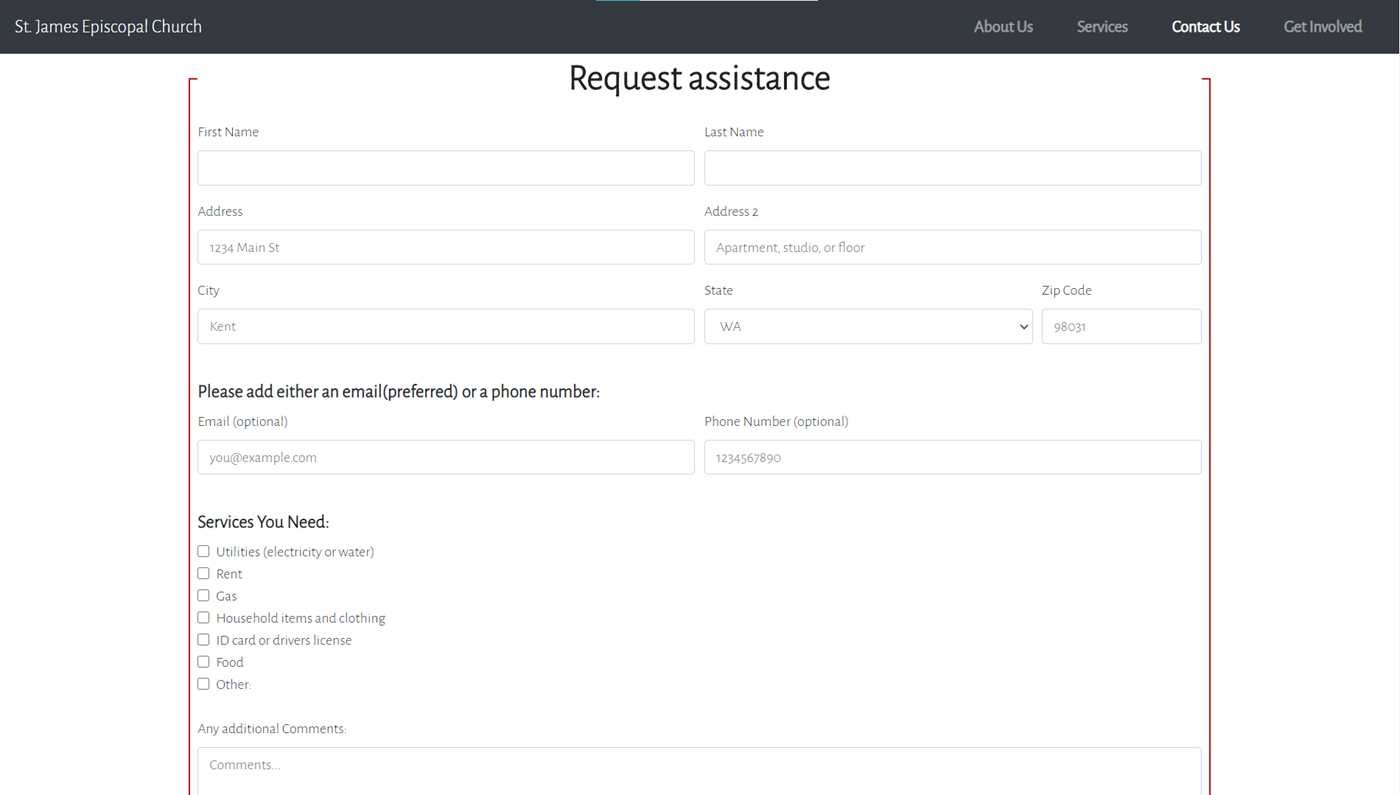 St. James Episcopal Church About Us Services Contact Us Get Involved
Request assistance
First Name Last Name
Address Address 2
1234 Main St Apartment, studio, or floor
City State Zip Code
Kent WA 98031
Please add either an email(preferred) or a phone number:
Email (optional) Phone Number (optional)
you@example.com 1234567890
Services You Need:
Utilities (electricity or water)
Rent
Gas
Household items and clothing
ID card or drivers license
Food
Other:
Any additional Comments:
Comments...